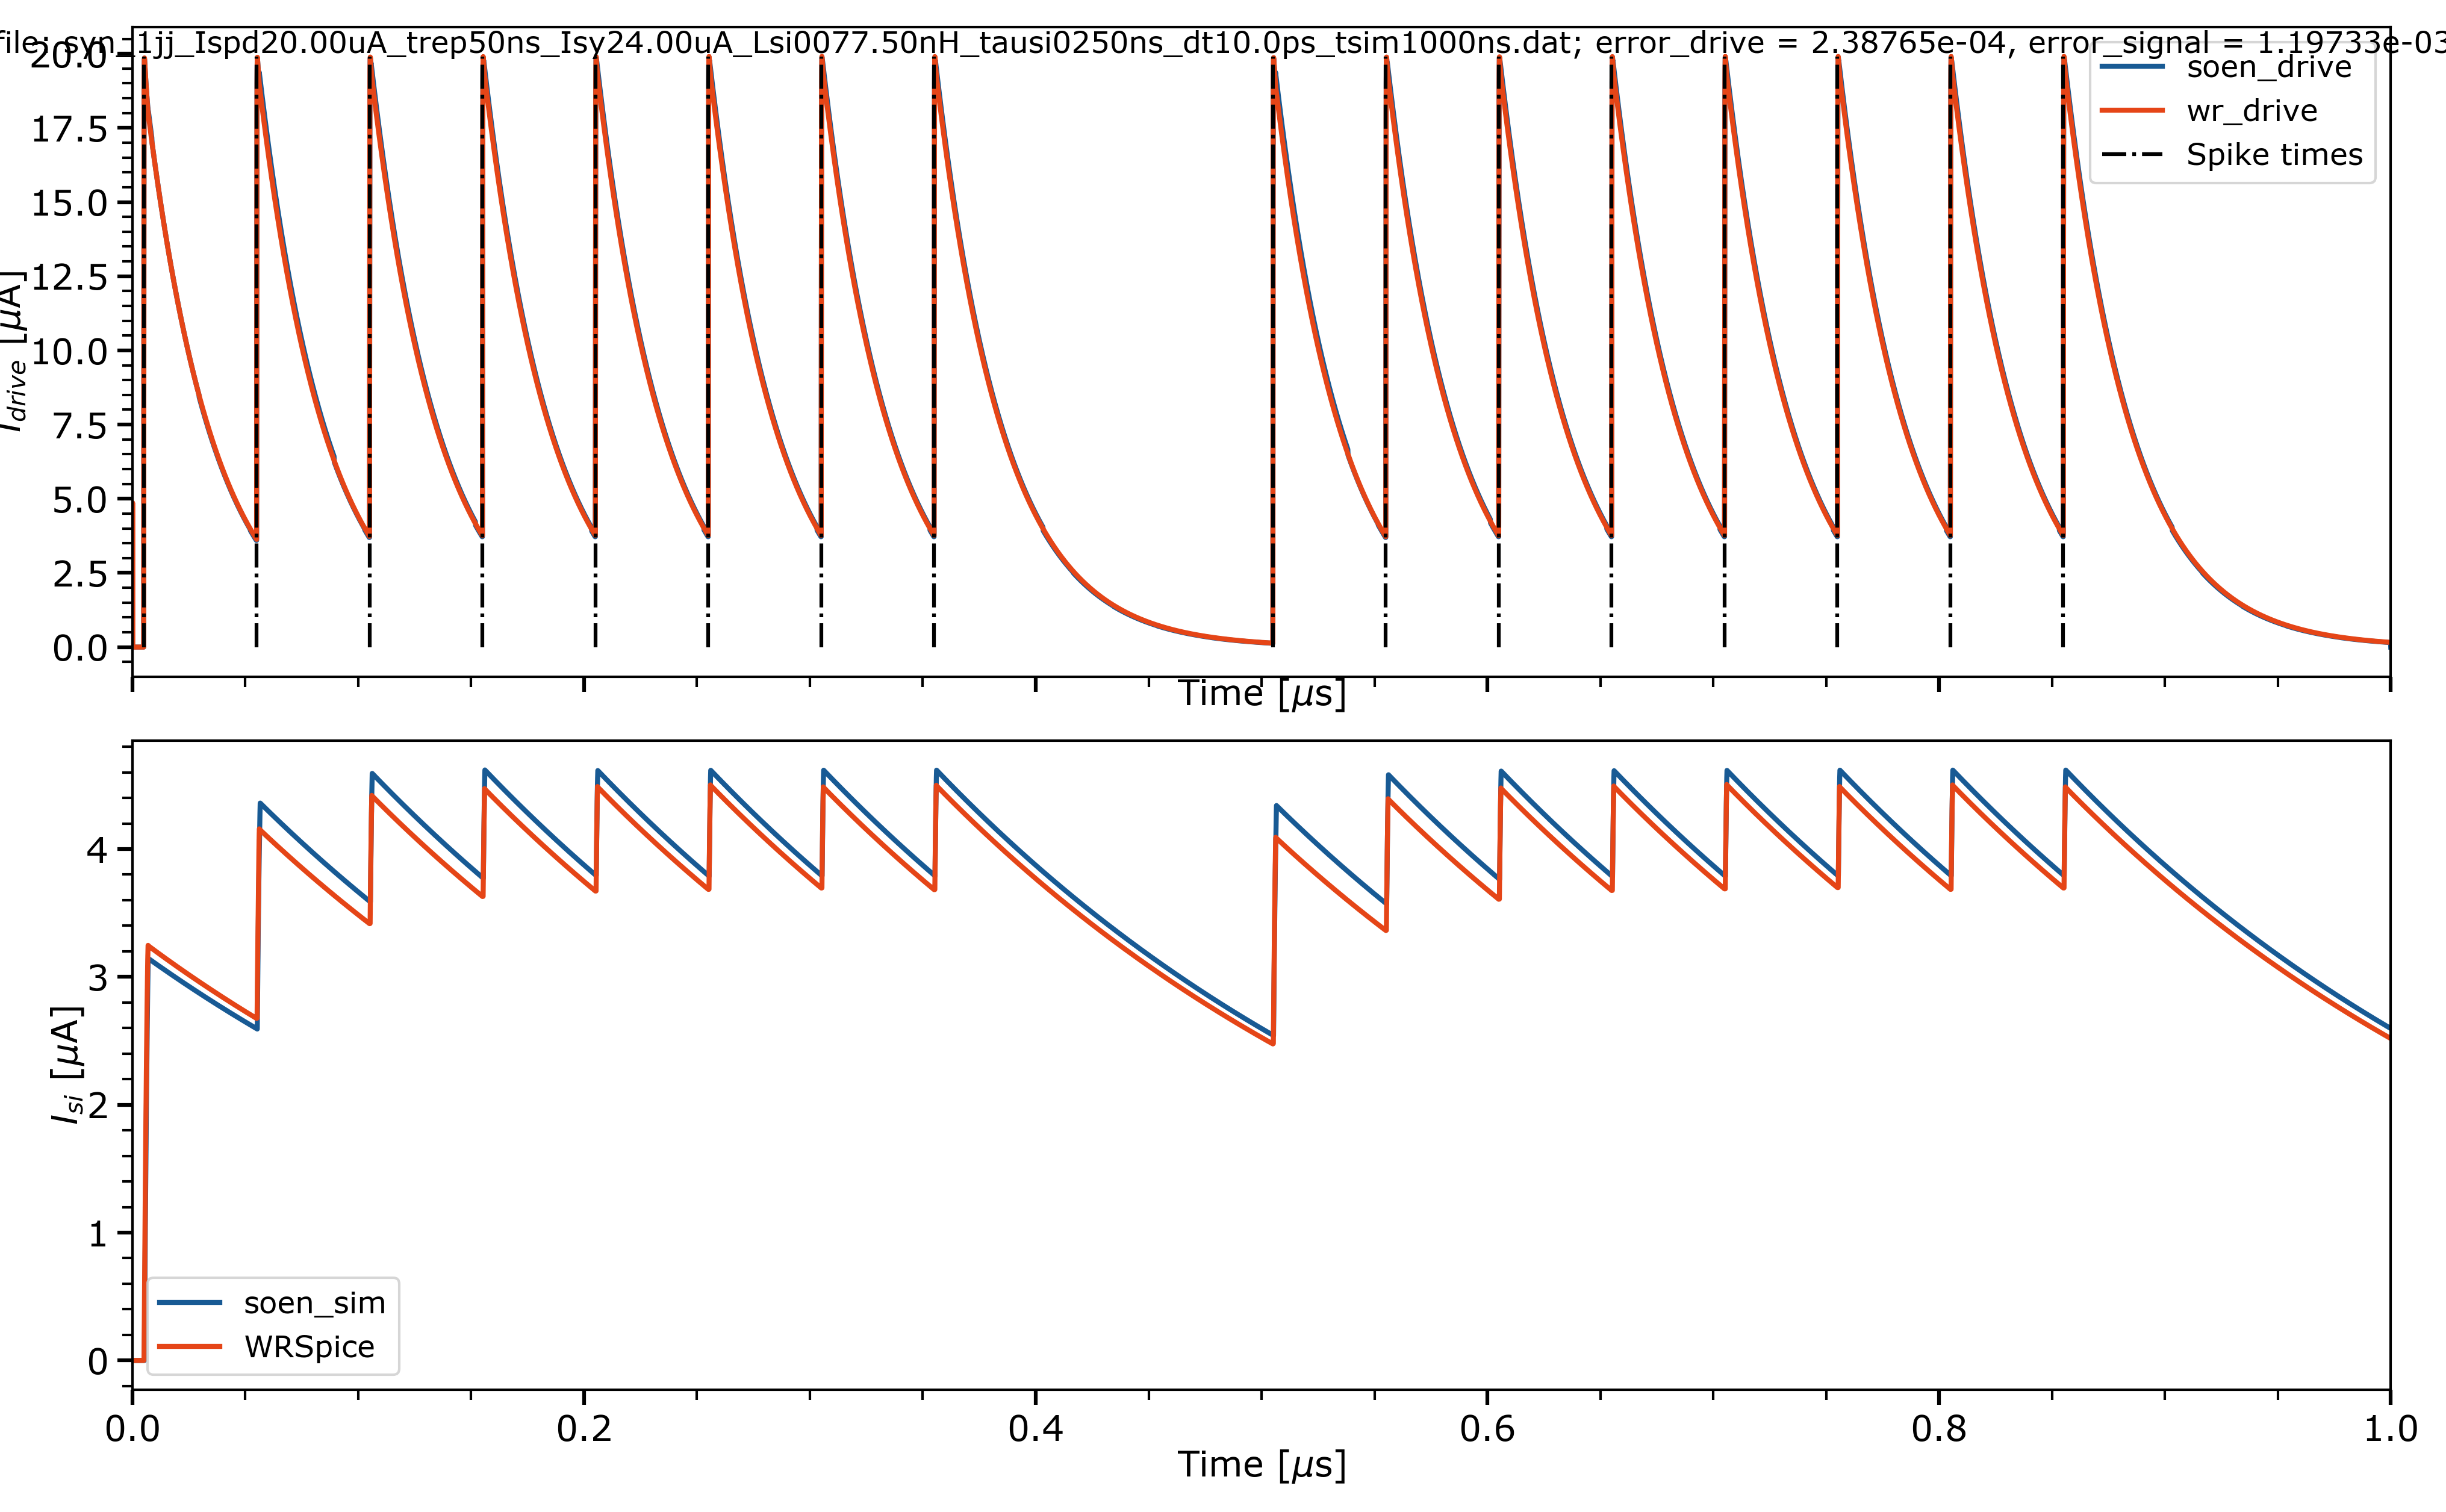 file: syn_1jj_Ispd20.00uA_trep50ns_Isy24.00uA_Lsi0077.50nH_tausi0250ns_dt10.0ps_tsim1000ns.dat; error_drive = 2.38765e-04, error_signal = 1.19733e-03
20.0
17.5
15.0
12.5
10.0
7.5
5.0
2.5
0.0
I_drive [μA]
soen_drive
wr_drive
Spike times
Time [μs]
4
3
2
1
0
I_si [μA]
soen_sim
WRSpice
0.0 0.2 0.4 0.6 0.8 1.0
Time [μs]